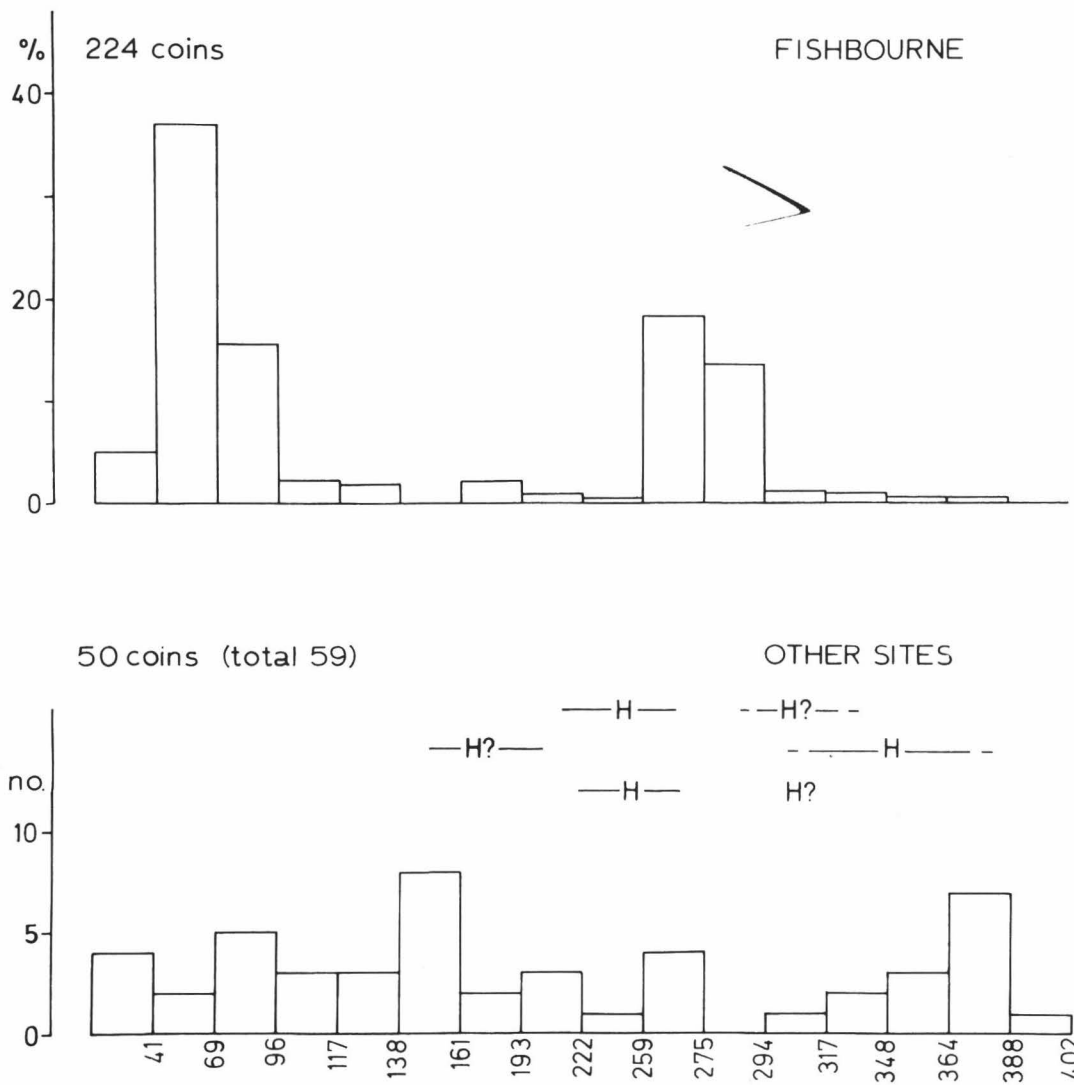 % 224 coins FISHBOURNE
40
20
0
50 coins (total 59) OTHER SITES
—H— - —H?— -
—H?— - —H— -
—H— H?
no.
10
5
0
41 69 96 117 138 161 193 222 259 275 294 317 348 364 388 402